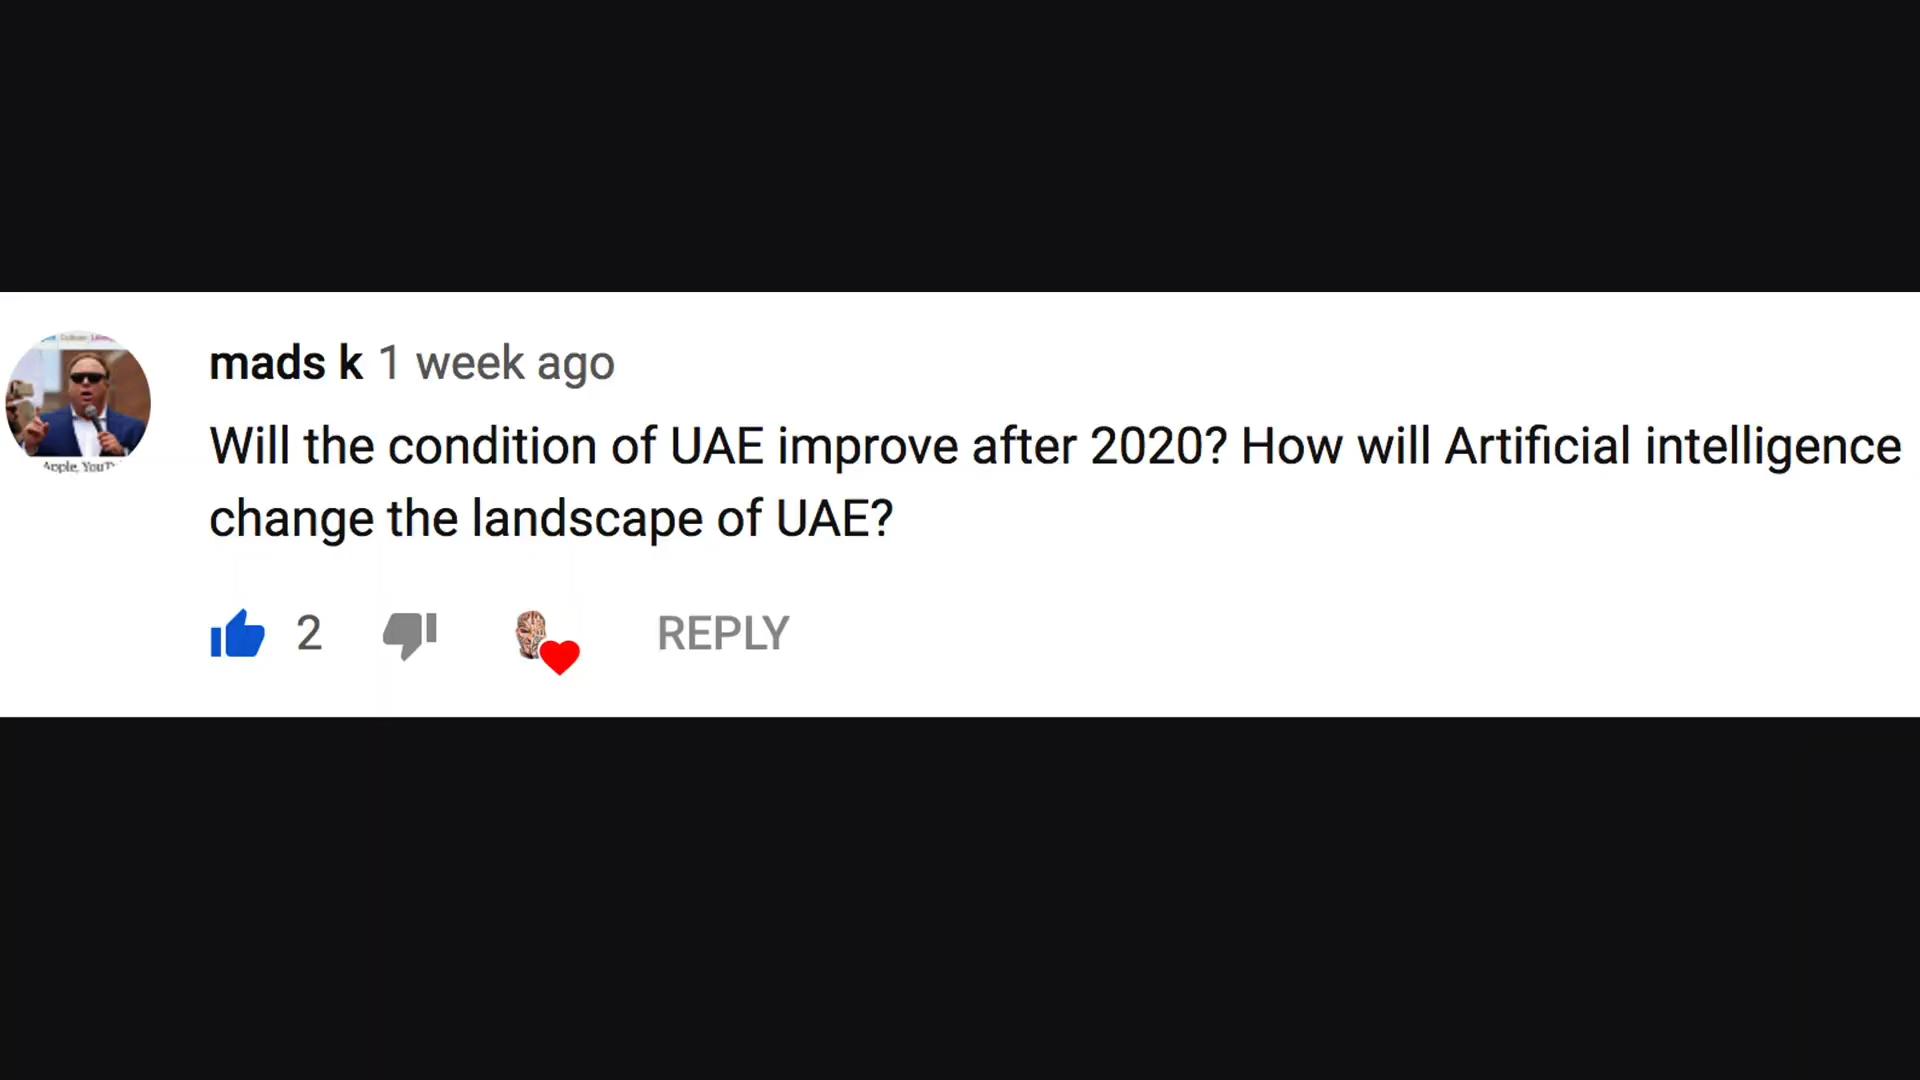 mads k 1 week ago
Will the condition of UAE improve after 2020? How will Artificial intelligence
change the landscape of UAE?
2 REPLY
Apple,